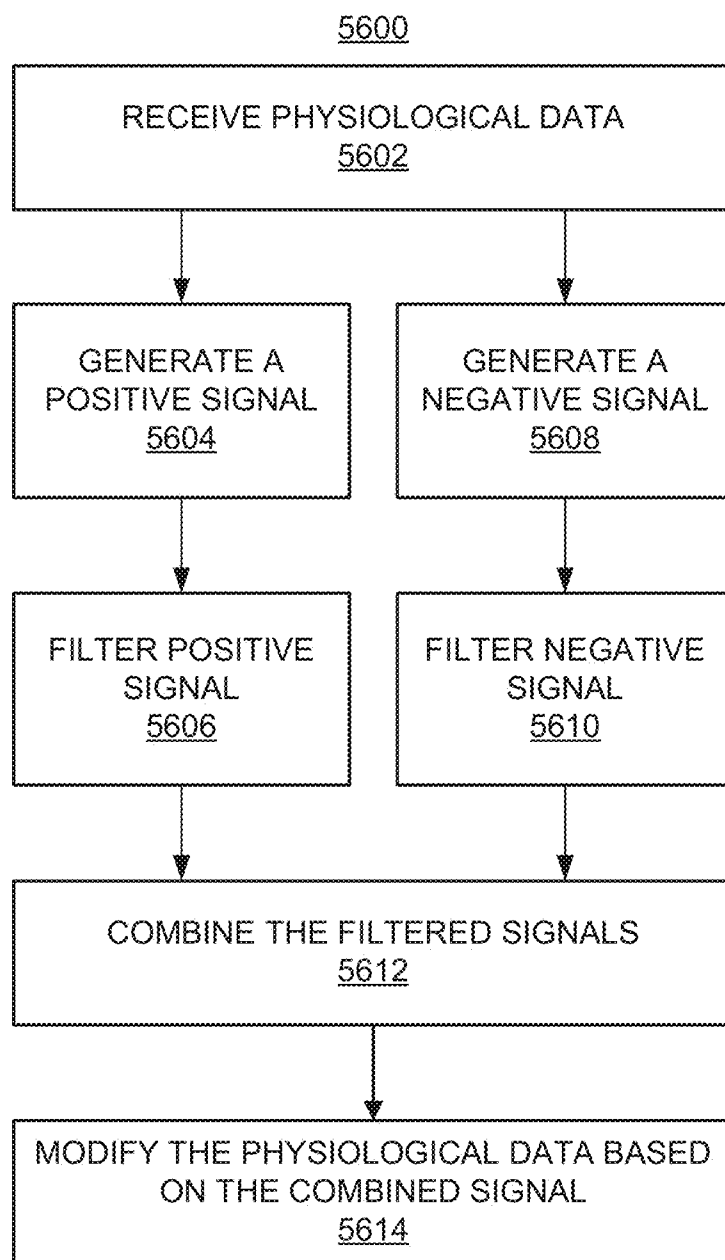 5600
RECEIVE PHYSIOLOGICAL DATA
5602
GENERATE A
POSITIVE SIGNAL
5604
GENERATE A
NEGATIVE SIGNAL
5608
FILTER POSITIVE
SIGNAL
5606
FILTER NEGATIVE
SIGNAL
5610
COMBINE THE FILTERED SIGNALS
5612
MODIFY THE PHYSIOLOGICAL DATA BASED
ON THE COMBINED SIGNAL
5614